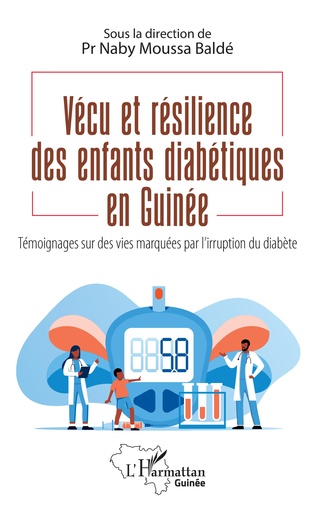 Sous la direction de
Pr Naby Moussa Baldé
Vécu et résilience
des enfants diabétiques
en Guinée
Témoignages sur des vies marquées par l'irruption du diabète
5.8
L'Harmattan
Guinée